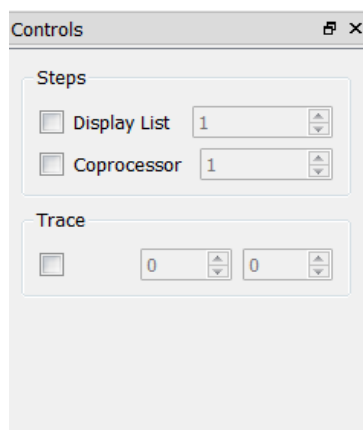 Controls
Steps
Display List 1
Coprocessor 1
Trace
0 0